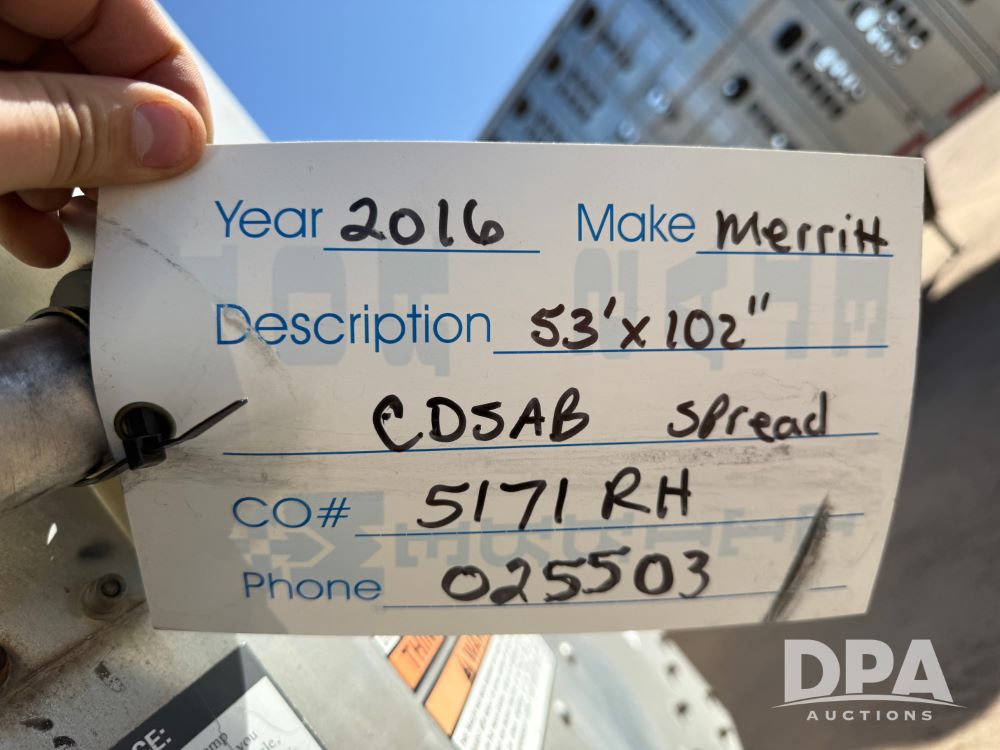 Year 2016 Make Merritt
Description 53'x102"
CDSAB Spread
CO# 5171 RH
Phone 025503
DPA
AUCTIONS